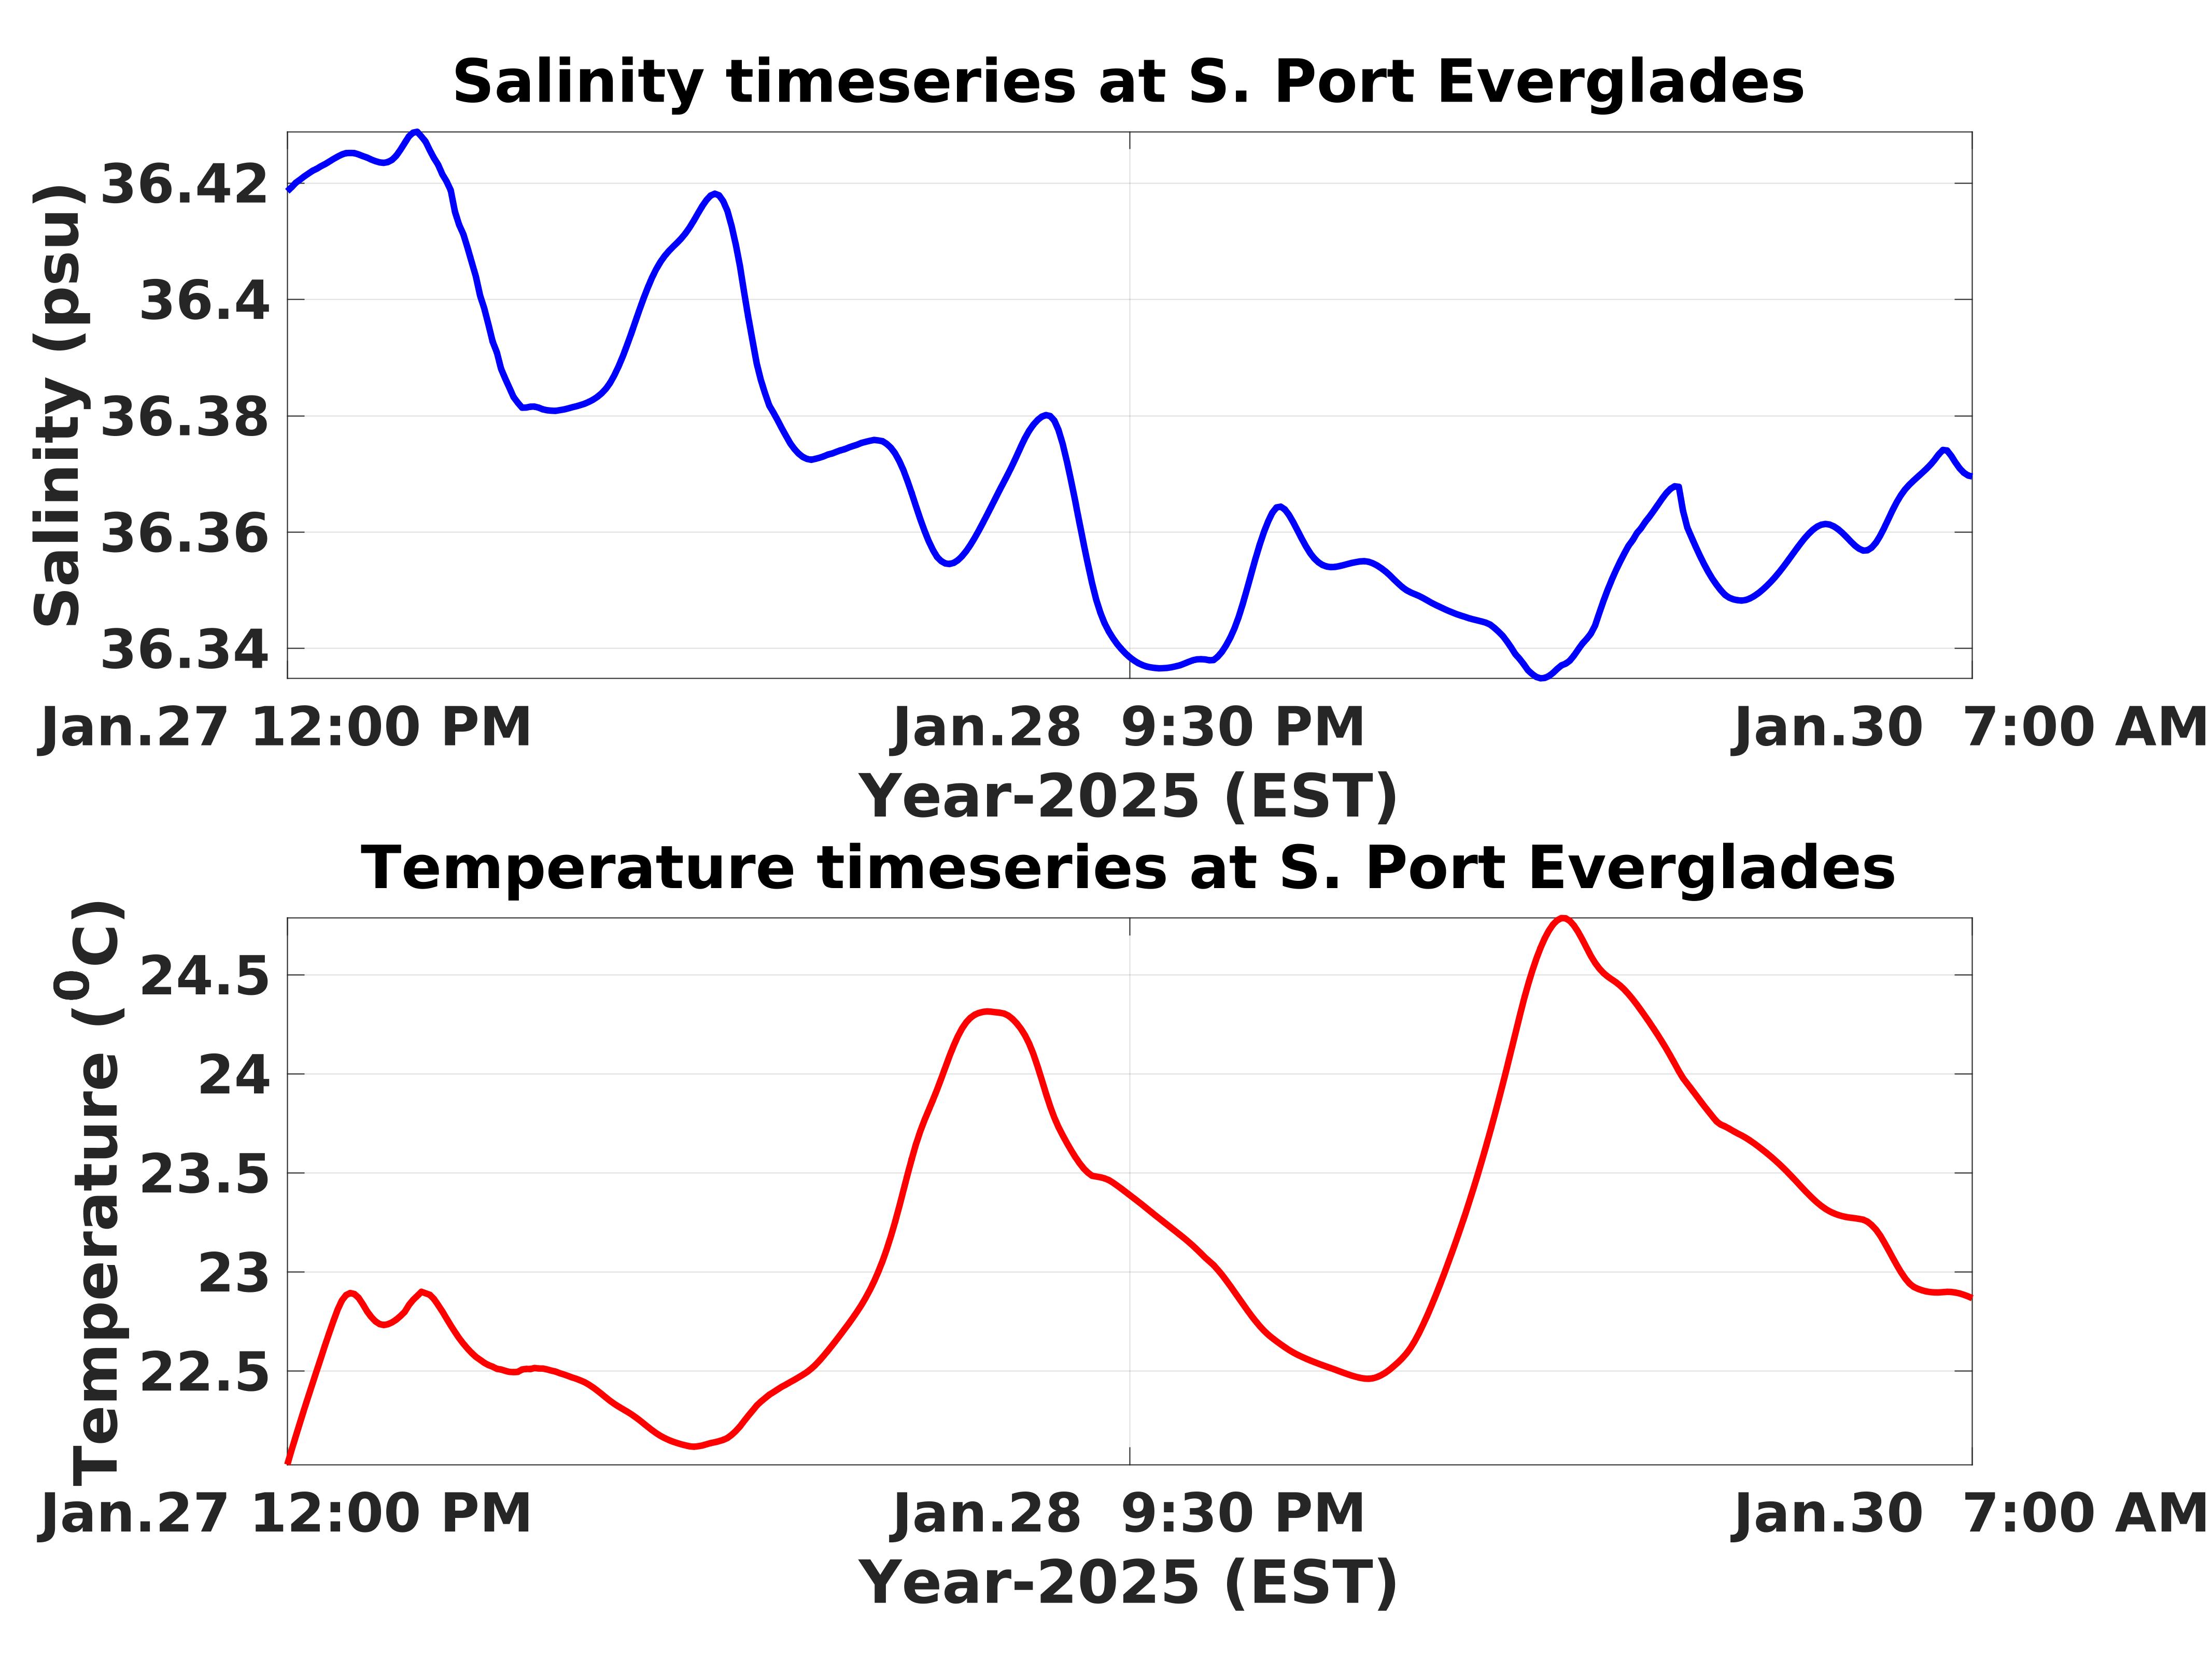 Salinity timeseries at S. Port Everglades
Salinity (psu)
36.42
36.4
36.38
36.36
36.34
Jan.27 12:00 PM Jan.28 9:30 PM Jan.30 7:00 AM
Year-2025 (EST)
Temperature timeseries at S. Port Everglades
Temperature (⁰C)
24.5
24
23.5
23
22.5
Jan.27 12:00 PM Jan.28 9:30 PM Jan.30 7:00 AM
Year-2025 (EST)